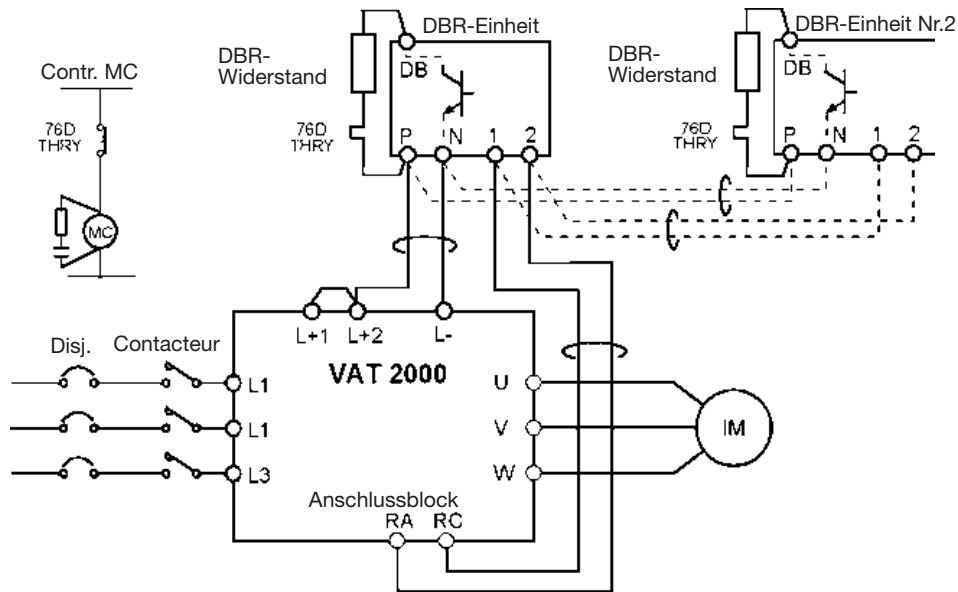 DBR-Einheit
DBR-Einheit Nr.2
DBR-
Widerstand
DBR-
Widerstand
Contr. MC
DB
DB
76D
THRY
76D
THRY
76D
THRY
P N 1 2
P N 1 2
MC
L+1 L+2 L-
Disj. Contacteur
VAT 2000
L1
L1
L3
U
V
W
IM
Anschlussblock
RA RC